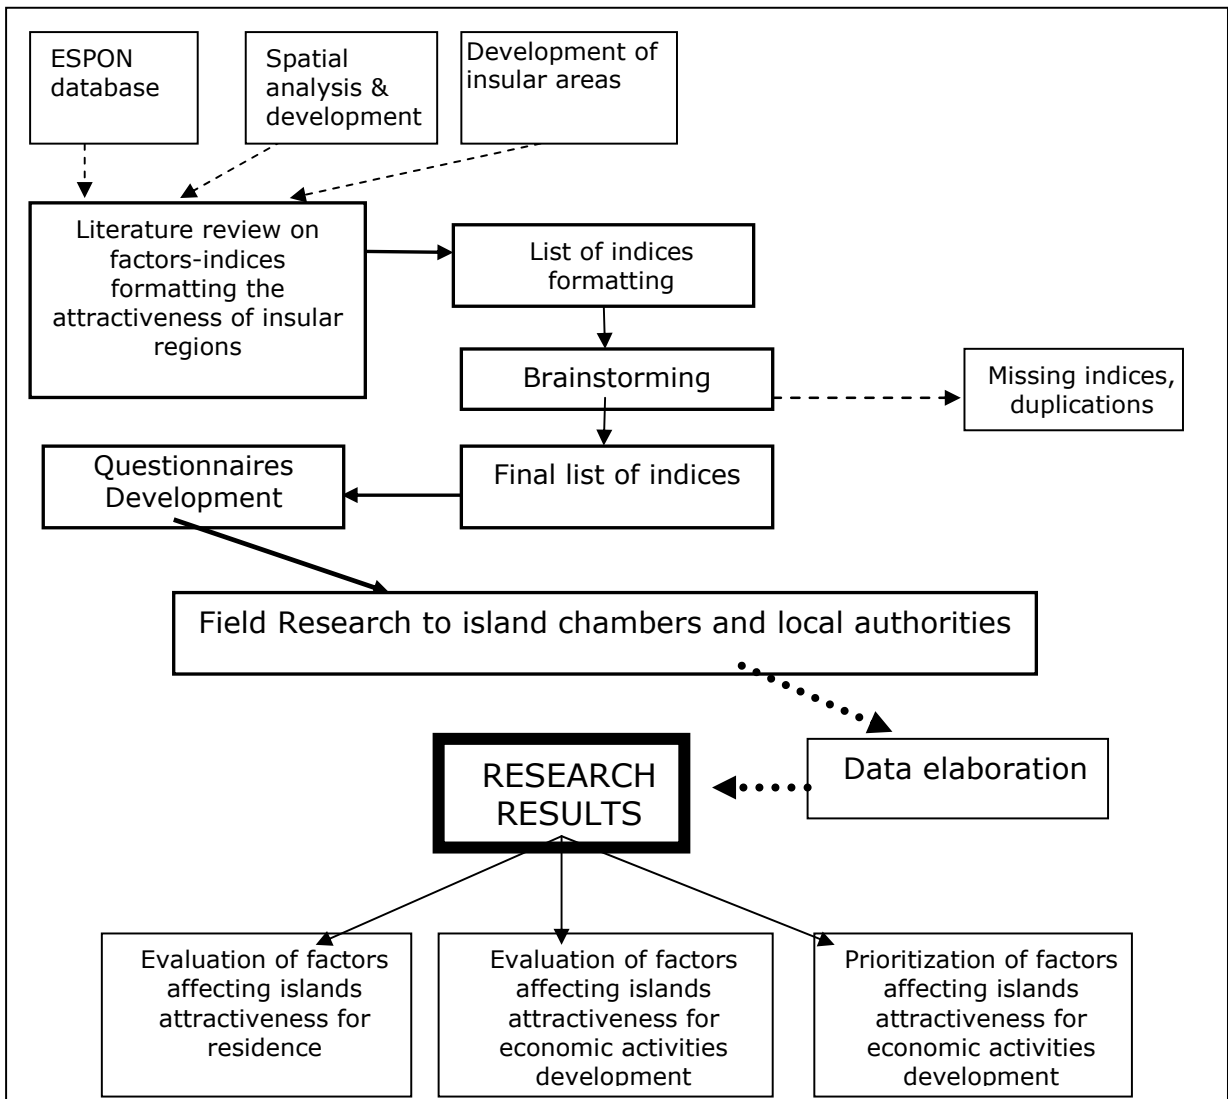 ESPON
database
Spatial
analysis &
development
Development of
insular areas
Literature review on
factors-indices
formatting the
attractiveness of insular
regions
List of indices
formatting
Brainstorming
Missing indices,
duplications
Questionnaires
Development
Final list of indices
Field Research to island chambers and local authorities
Data elaboration
RESEARCH
RESULTS
Evaluation of factors
affecting islands
attractiveness for
residence
Evaluation of factors
affecting islands
attractiveness for
economic activities
development
Prioritization of factors
affecting islands
attractiveness for
economic activities
development